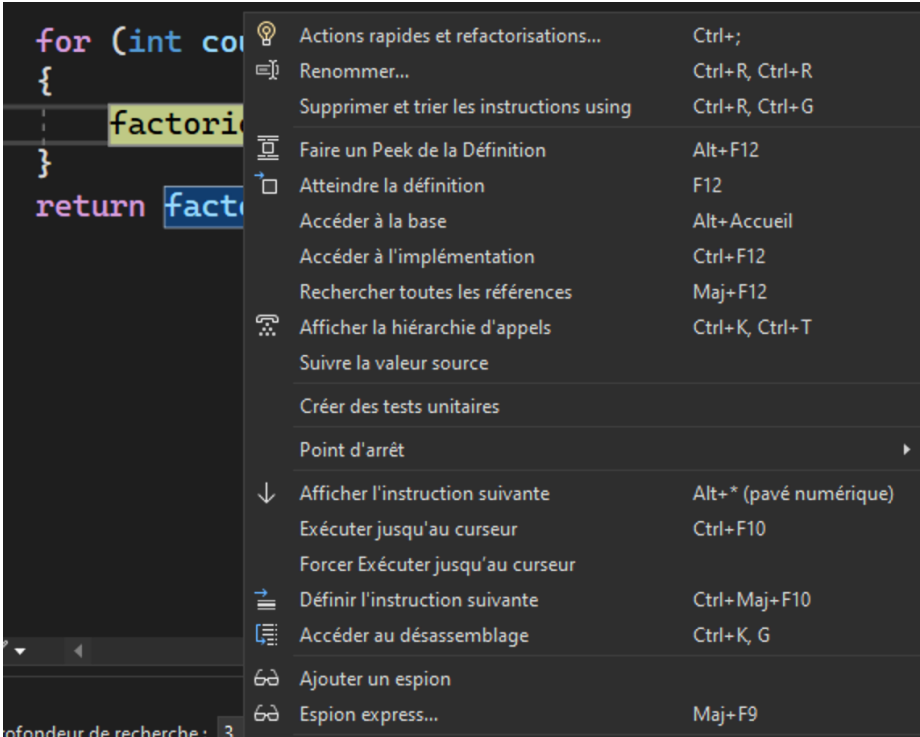 for (int
{
}
return
Actions rapides et refactorisations... Ctrl+;
Renommer... Ctrl+R, Ctrl+R
Supprimer et trier les instructions using Ctrl+R, Ctrl+G
Faire un Peek de la Définition Alt+F12
Atteindre la définition F12
Accéder à la base Alt+Accueil
Accéder à l'implémentation Ctrl+F12
Rechercher toutes les références Maj+F12
Afficher la hiérarchie d'appels Ctrl+K, Ctrl+T
Suivre la valeur source
Créer des tests unitaires
Point d'arrêt
Afficher l'instruction suivante Alt+* (pavé numérique)
Exécuter jusqu'au curseur Ctrl+F10
Forcer Exécuter jusqu'au curseur
Définir l'instruction suivante Ctrl+Maj+F10
Accéder au désassemblage Ctrl+K, G
Ajouter un espion
Espion express... Maj+F9
de recherche : 3